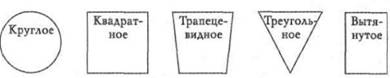 Круглое
Квадрат-
ное
Трапеце-
видное
Треуголь-
ное
Вытя-
нутое